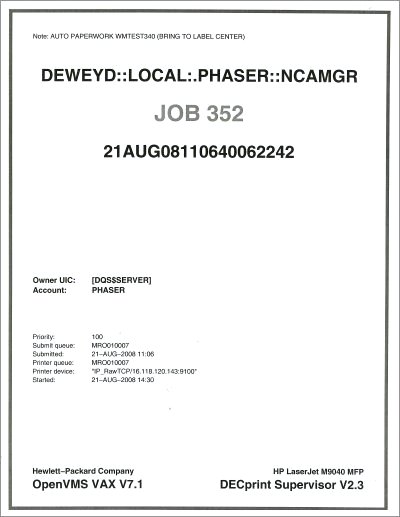 Note: AUTO PAPERWORK WMTEST340 (BRING TO LABEL CENTER)
DEWEYD::LOCAL:.PHASER::NCAMGR
JOB 352
21AUG08110640062242
Owner UIC: [DQS$SERVER]
Account: PHASER
Priority: 100
Submit queue: MRO010007
Submitted: 21-AUG-2008 11:06
Printer queue: MRO010007
Printer device: "IP_RawTCP/16.118.120.143:9100"
Started: 21-AUG-2008 14:30
Hewlett-Packard Company HP LaserJet M9040 MFP
OpenVMS VAX V7.1 DECprint Supervisor V2.3